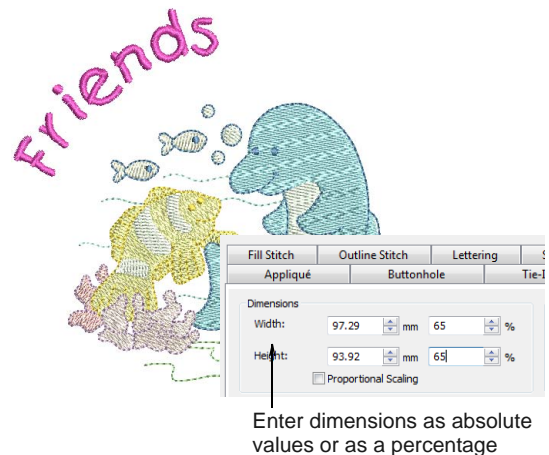 Friends
Fill Stitch Outline Stitch Lettering S
Appliqué Buttonhole Tie-I
Dimensions
Width: 97.29 mm 65 %
Height: 93.92 mm 65 %
Proportional Scaling
Enter dimensions as absolute
values or as a percentage